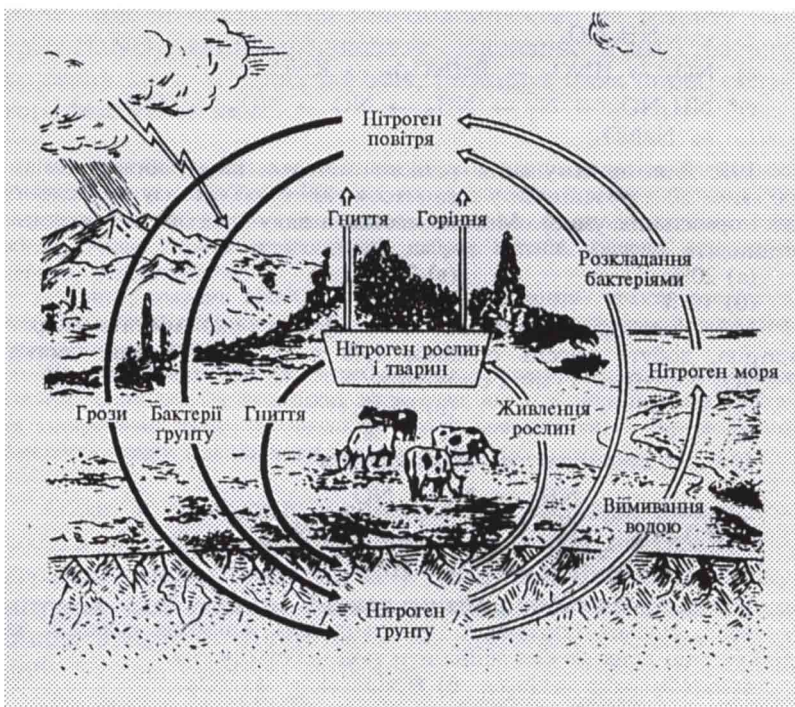 Нітроген
повітря
Гниття
Горіння
Розкладання
бактеріями
Нітроген рослин
і тварин
Нітроген моря
Грози
Бактерії
ґрунту
Гниття
Живлення
рослин
Вимивання
водою
Нітроген
ґрунту